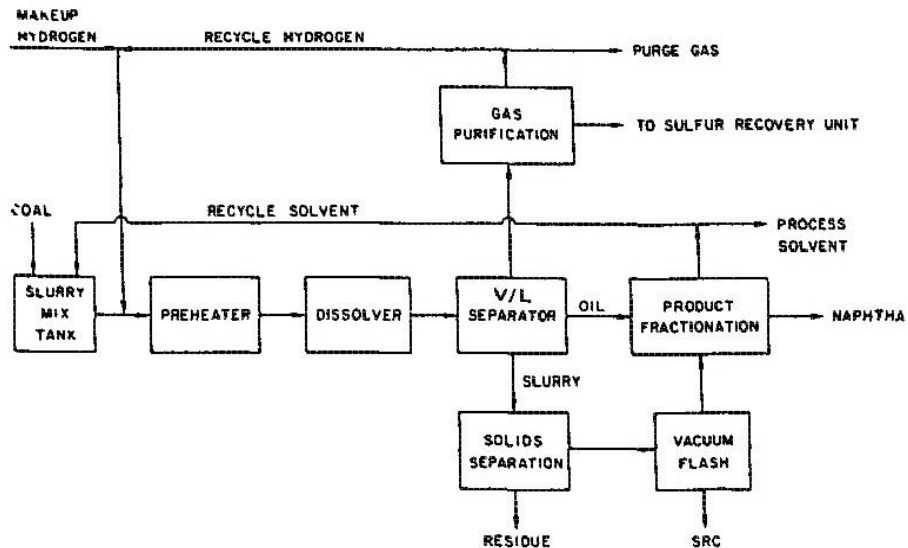 MAKEUP
HYDROGEN
RECYCLE HYDROGEN
PURGE GAS
GAS
PURIFICATION
TO SULFUR RECOVERY UNIT
COAL
RECYCLE SOLVENT
PROCESS
SOLVENT
SLURRY
MIX
TANK
PREHEATER
DISSOLVER
V/L
SEPARATOR
OIL
PRODUCT
FRACTIONATION
NAPHTHA
SLURRY
SOLIDS
SEPARATION
VACUUM
FLASH
RESIDUE
SRC